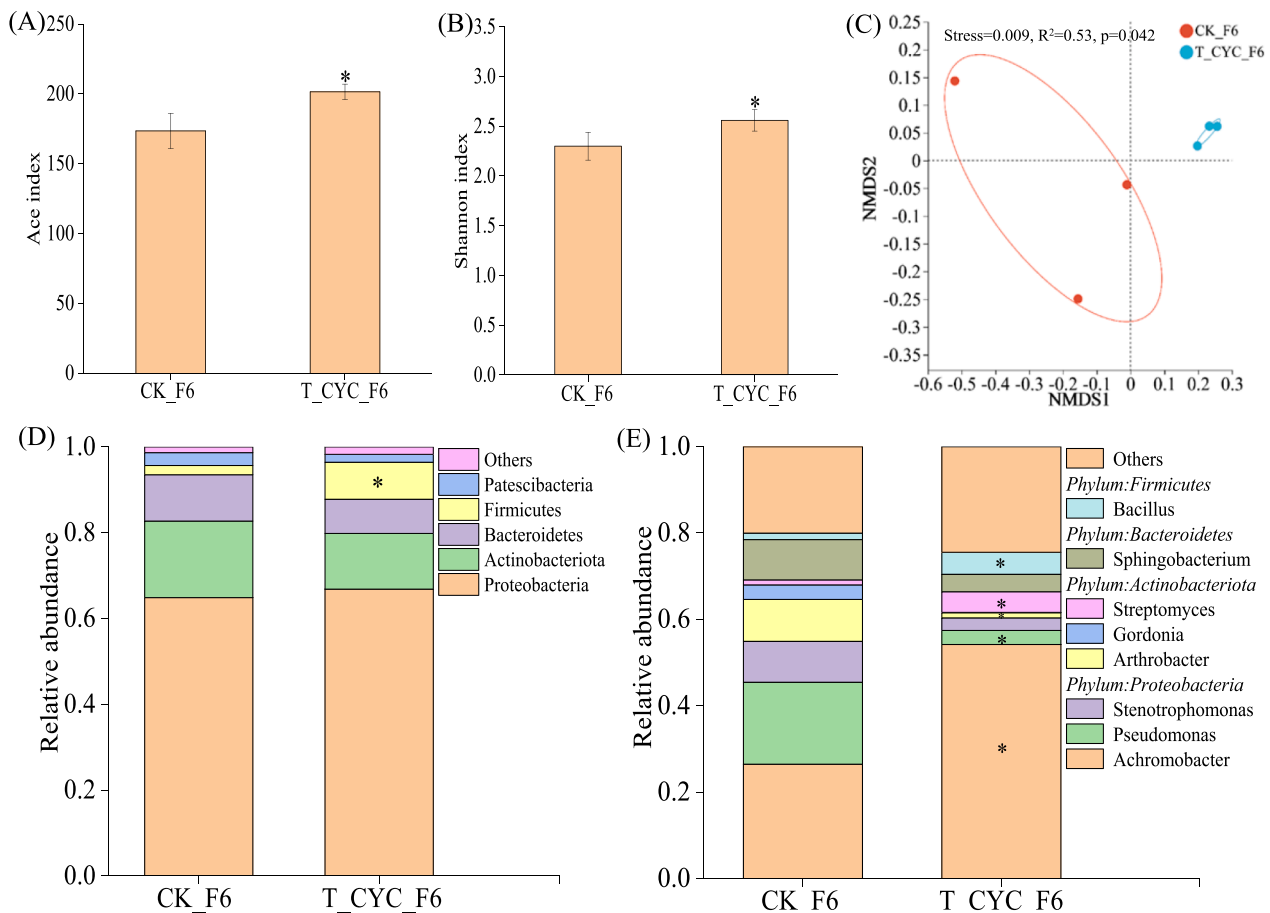 (A)
250
200
150
100
50
0
Ace index
*
CK_F6
T_CYC_F6
(B)
3.5
3.0
2.5
2.0
1.5
1.0
0.5
0.0
Shannon index
*
CK_F6
T_CYC_F6
(C)
Stress=0.009, R²=0.53, p=0.042
CK_F6
T_CYC_F6
0.25
0.2
0.15
0.1
0.05
0
-0.05
-0.1
-0.15
-0.2
-0.25
-0.3
-0.35
NMDS2
-0.6 -0.5 -0.4 -0.3 -0.2 -0.1 0 0.1 0.2 0.3
NMDS1
(D)
1.0
0.8
0.6
0.4
0.2
0.0
Relative abundance
*
CK_F6
T_CYC_F6
Others
Patescibacteria
Firmicutes
Bacteroidetes
Actinobacteriota
Proteobacteria
(E)
1.0
0.8
0.6
0.4
0.2
0.0
Relative abundance
*
*
*
*
*
CK_F6
T_CYC_F6
Others
Phylum:Firmicutes
Bacillus
Phylum:Bacteroidetes
Sphingobacterium
Phylum:Actinobacteriota
Streptomyces
Gordonia
Arthrobacter
Phylum:Proteobacteria
Stenotrophomonas
Pseudomonas
Achromobacter